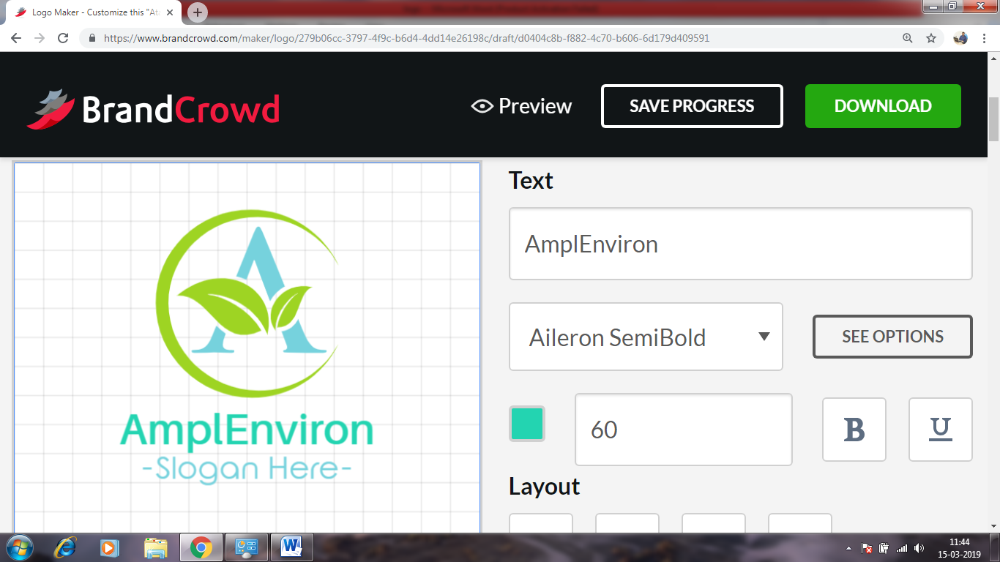 Logo Maker - Customize this "Ata
https://www.brandcrowd.com/maker/logo/279b06cc-3797-4f9c-b6d4-4dd14e26198c/draft/d0404c8b-f882-4c70-b606-6d179d409591
BrandCrowd
Preview
SAVE PROGRESS
DOWNLOAD
Text
AmplEnviron
Aileron SemiBold
SEE OPTIONS
60
B
U
Layout
A
AmplEnviron
-Slogan Here-
11:44
15-03-2019